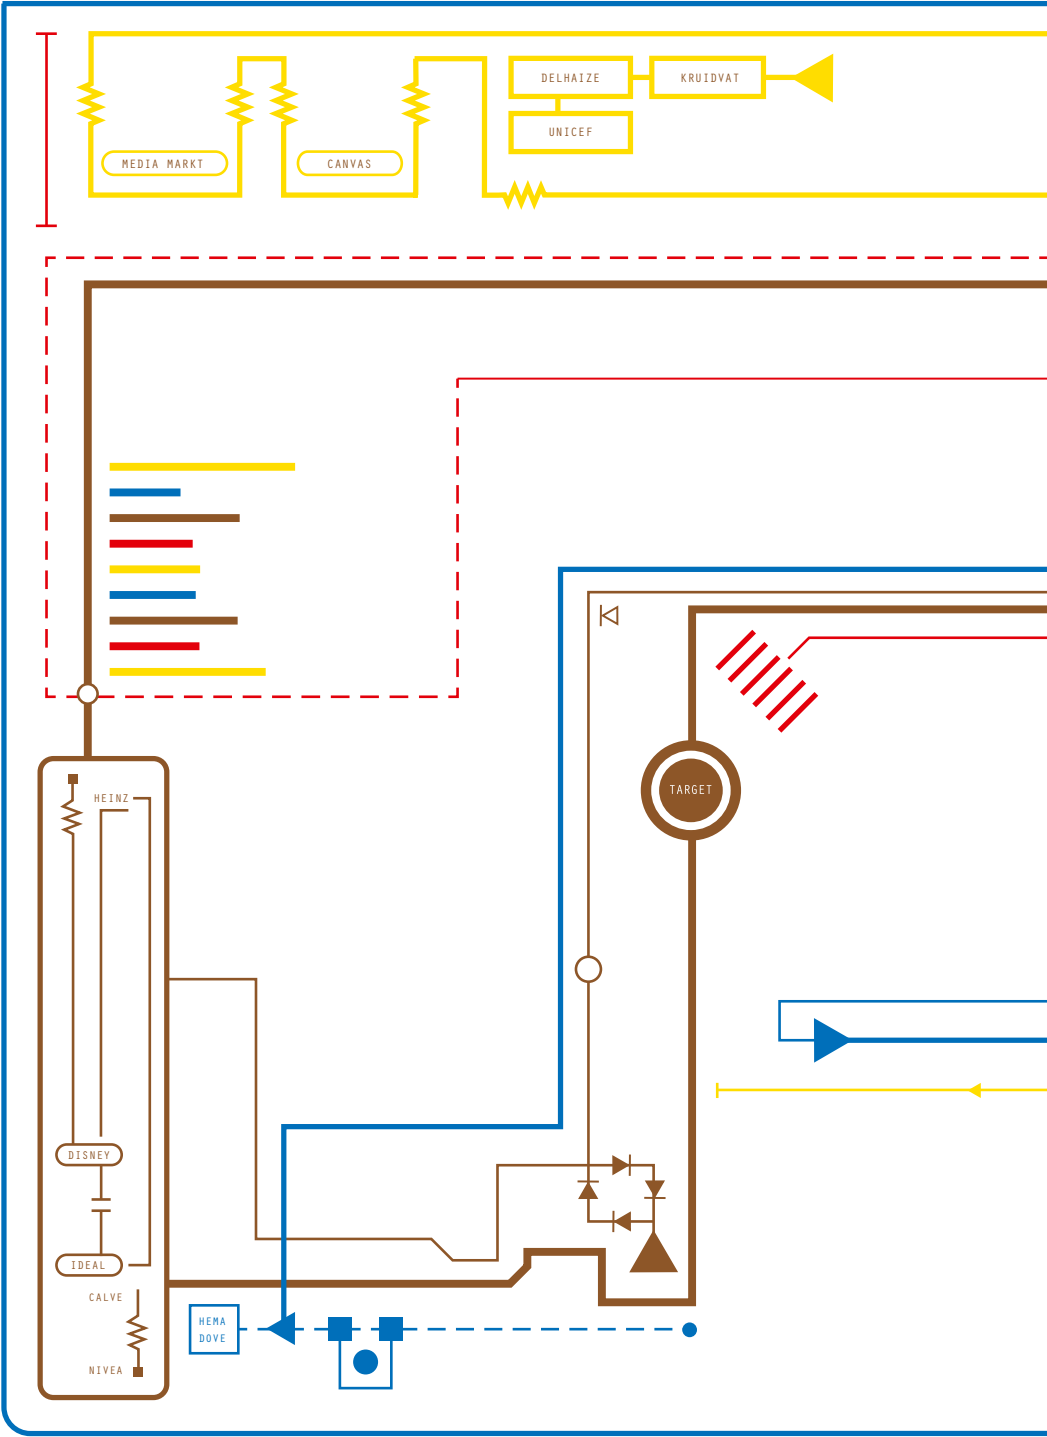 DELHAIZE
KRUIDVAT
UNICEF
MEDIA MARKT
CANVAS
TARGET
HEINZ
DISNEY
IDEAL
CALVE
NIVEA
HEMA
DOVE